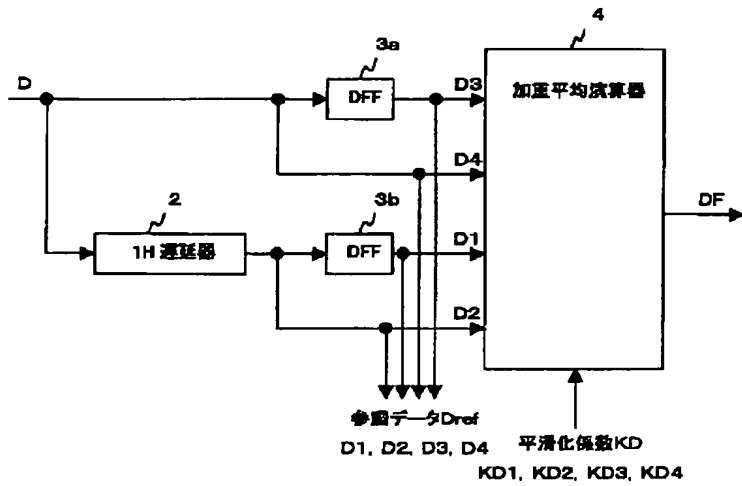 3a
4
D
DFF
D3
加重平均演算器
D4
DF
2
3b
1H 遅延器
DFF
D1
D2
参照データDref
D1, D2, D3, D4
平滑化係数KD
KD1, KD2, KD3, KD4